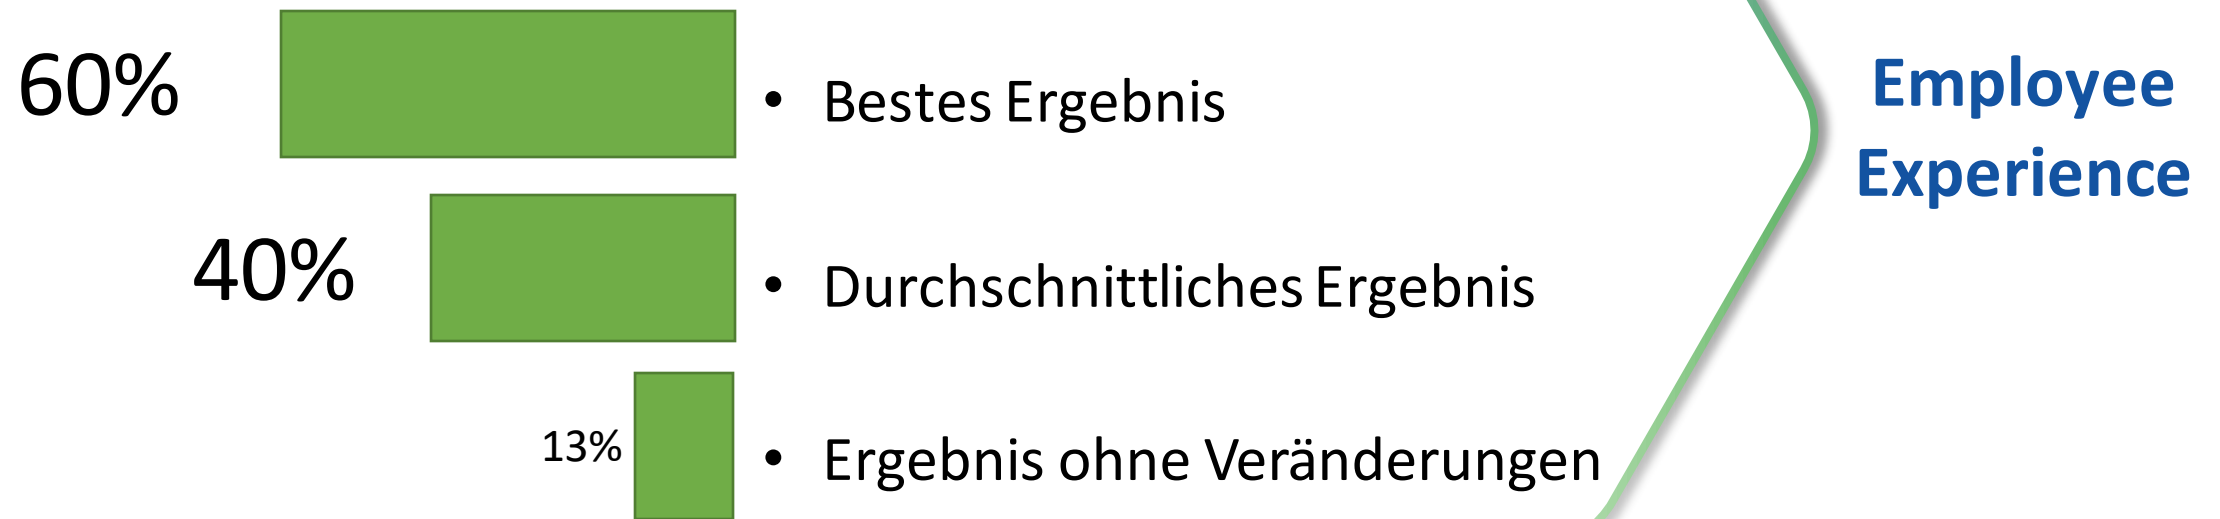 60%
• Bestes Ergebnis
40%
• Durchschnittliches Ergebnis
13%
• Ergebnis ohne Veränderungen
Employee
Experience